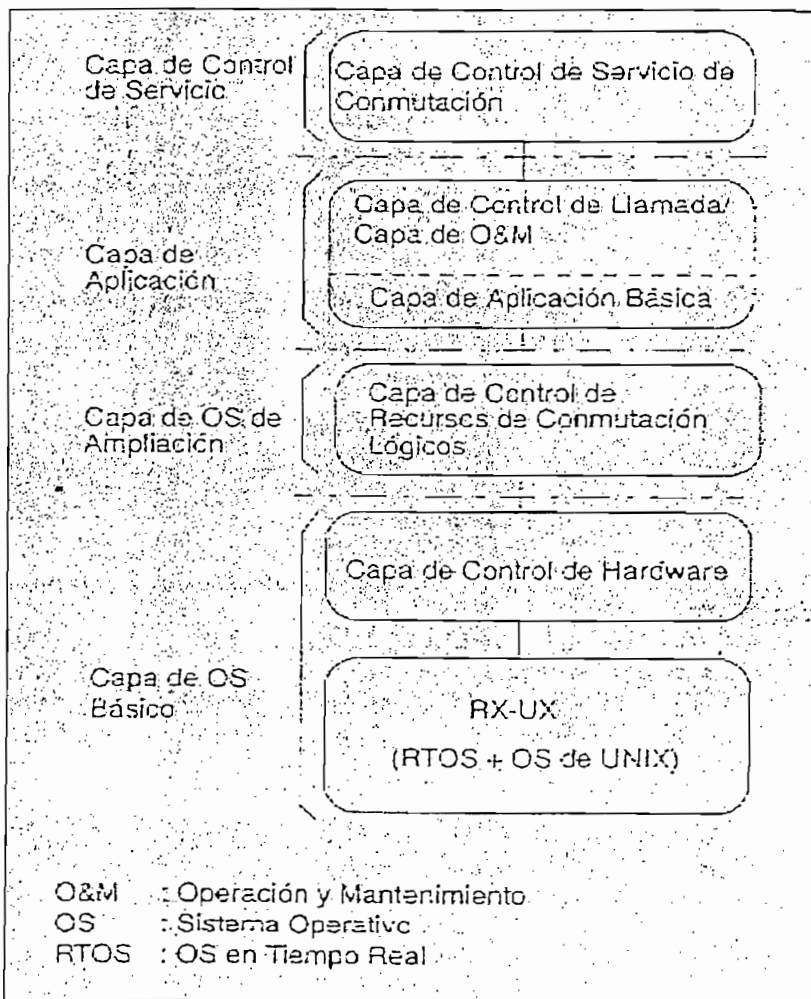 Capa de Control
de Servicio
Capa de Control de Servicio de
Conmutación
Capa de
Aplicación
Capa de Control de Llamada/
Capa de O&M
Capa de Aplicación Básica
Capa de OS de
Ampliación
Capa de Control de
Recursos de Conmutación
Lógicos
Capa de OS
Básico
Capa de Control de Hardware
RX-UX
(RTOS + OS de UNIX)
O&M : Operación y Mantenimiento
OS : Sistema Operativo
RTOS : OS en Tiempo Real